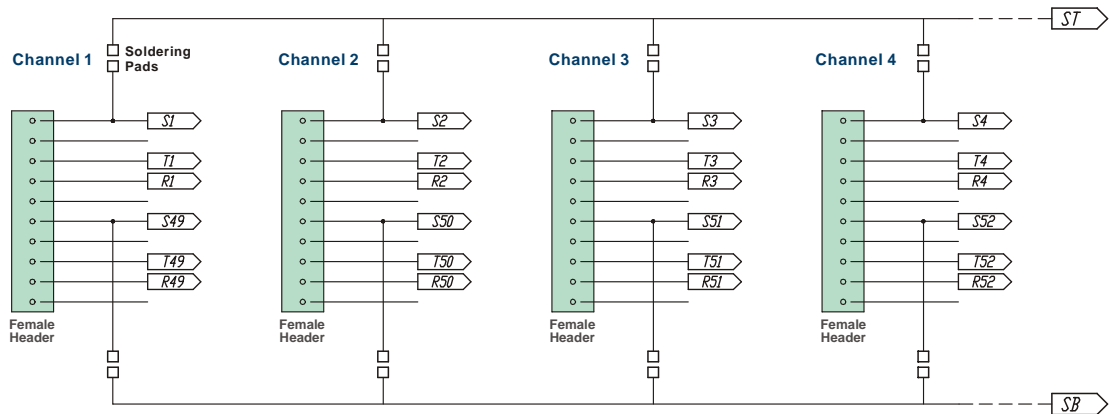 ST
Channel 1
Soldering
Pads
Channel 2
Channel 3
Channel 4
S1
S2
S3
S4
T1
T2
T3
T4
R1
R2
R3
R4
S49
S50
S51
S52
T49
T50
T51
T52
R49
R50
R51
R52
Female
Header
Female
Header
Female
Header
Female
Header
SB